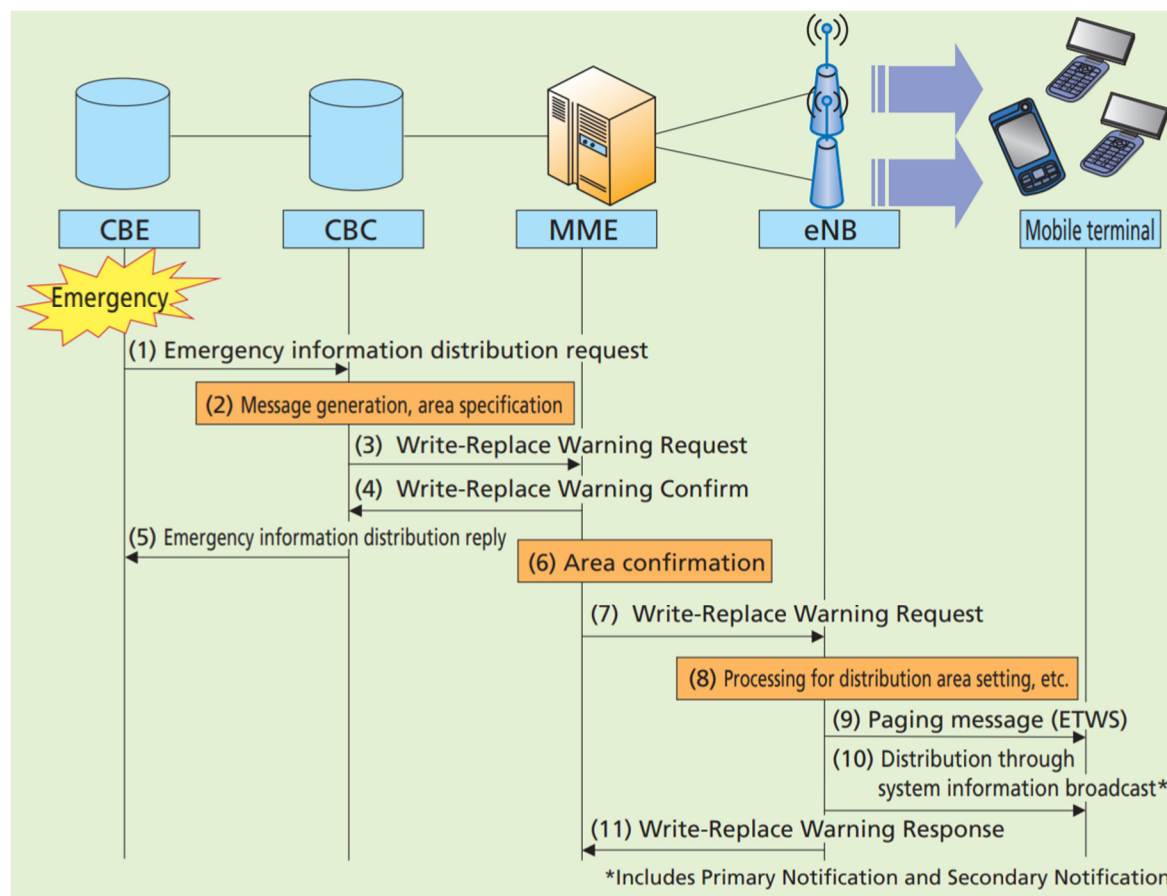 CBE
CBC
MME
eNB
Mobile terminal
Emergency
(1) Emergency information distribution request
(2) Message generation, area specification
(3) Write-Replace Warning Request
(4) Write-Replace Warning Confirm
(5) Emergency information distribution reply
(6) Area confirmation
(7) Write-Replace Warning Request
(8) Processing for distribution area setting, etc.
(9) Paging message (ETWS)
(10) Distribution through
system information broadcast*
(11) Write-Replace Warning Response
*Includes Primary Notification and Secondary Notification